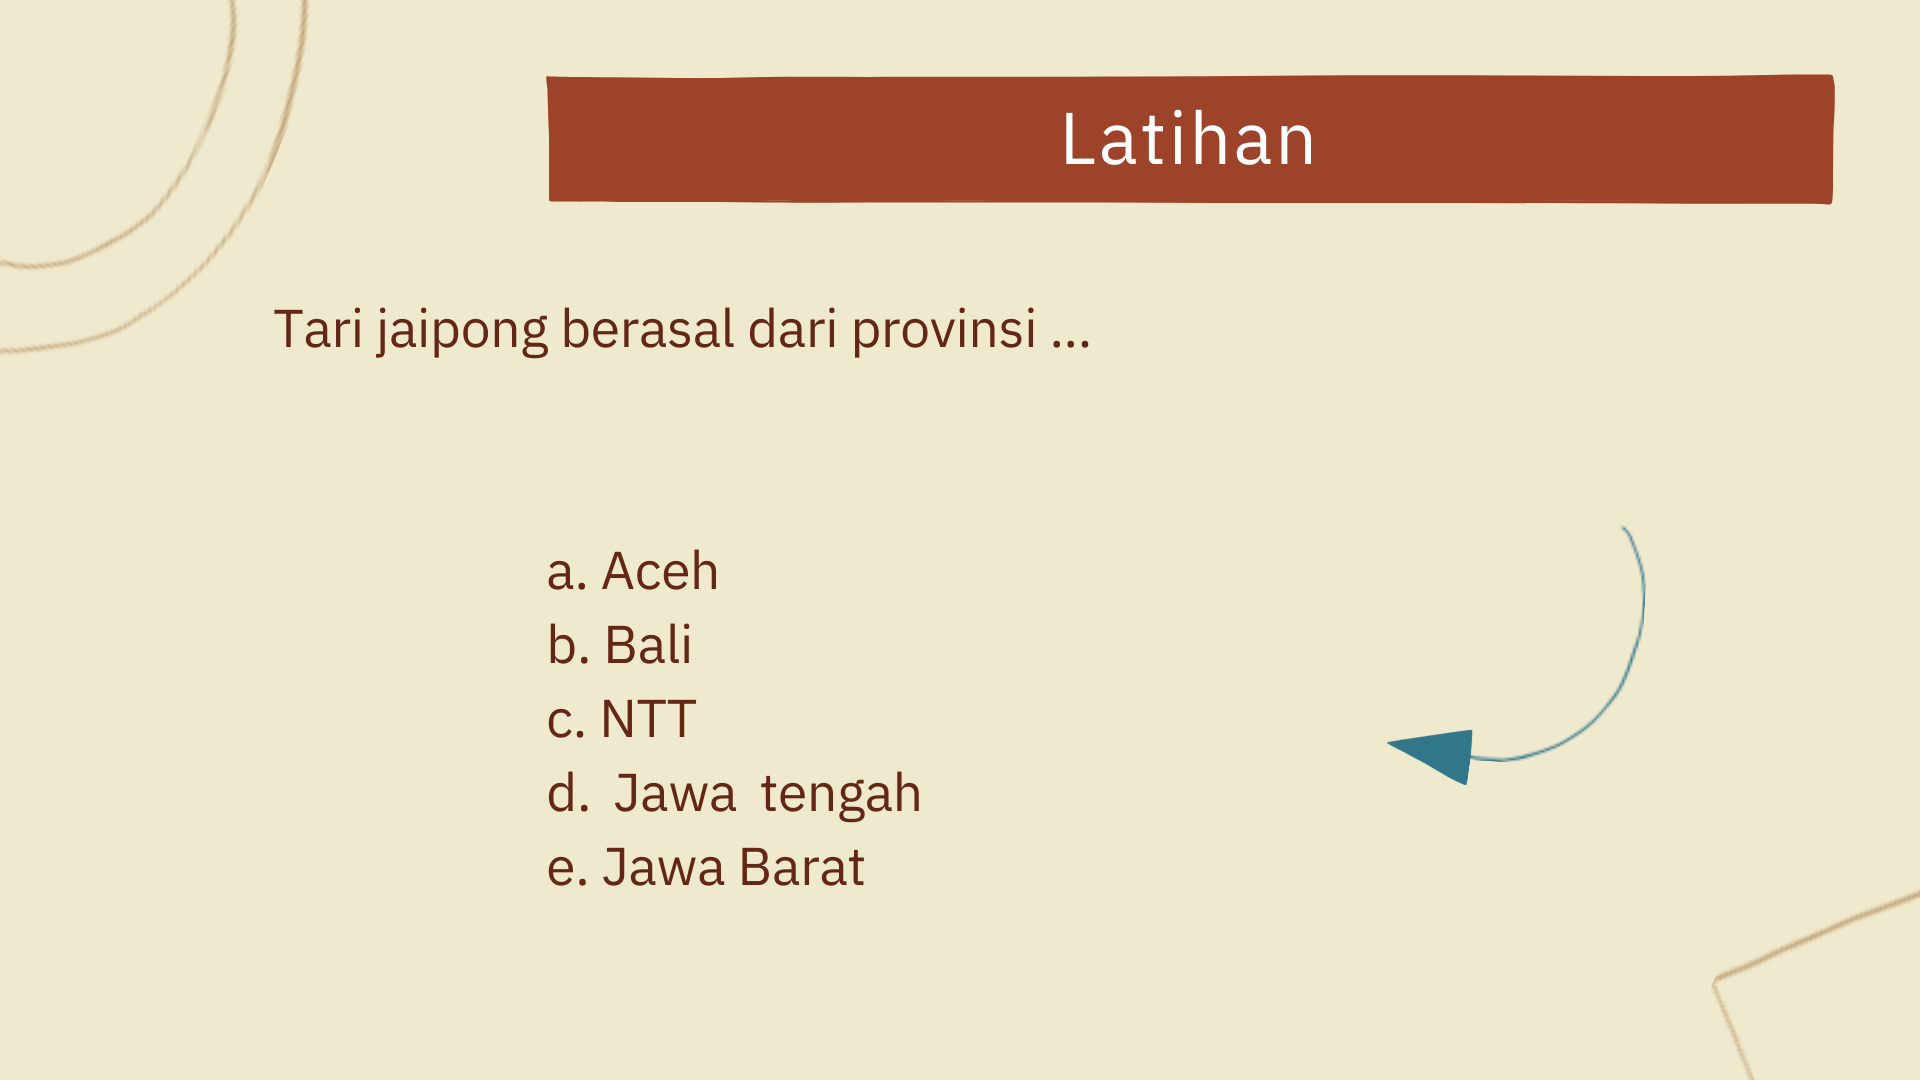 Latihan
Tari jaipong berasal dari provinsi ...
a. Aceh
b. Bali
c. NTT
d. Jawa tengah
e. Jawa Barat